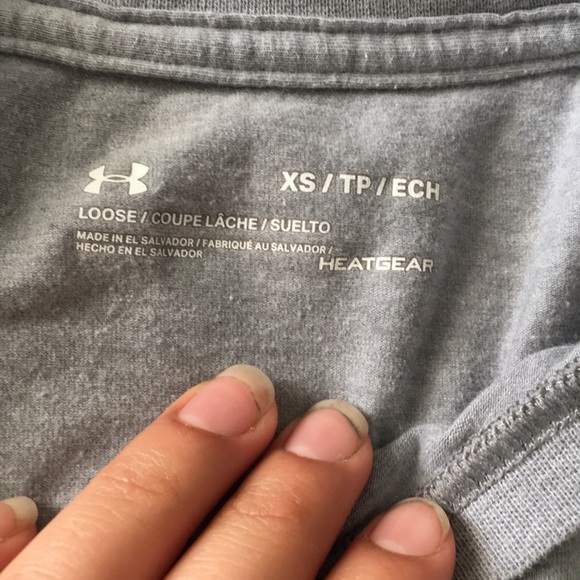 XS / TP / ECH
LOOSE / COUPE LÂCHE / SUELTO
MADE IN EL SALVADOR / FABRIQUÉ AU SALVADOR /
HECHO EN EL SALVADOR
HEATGEAR